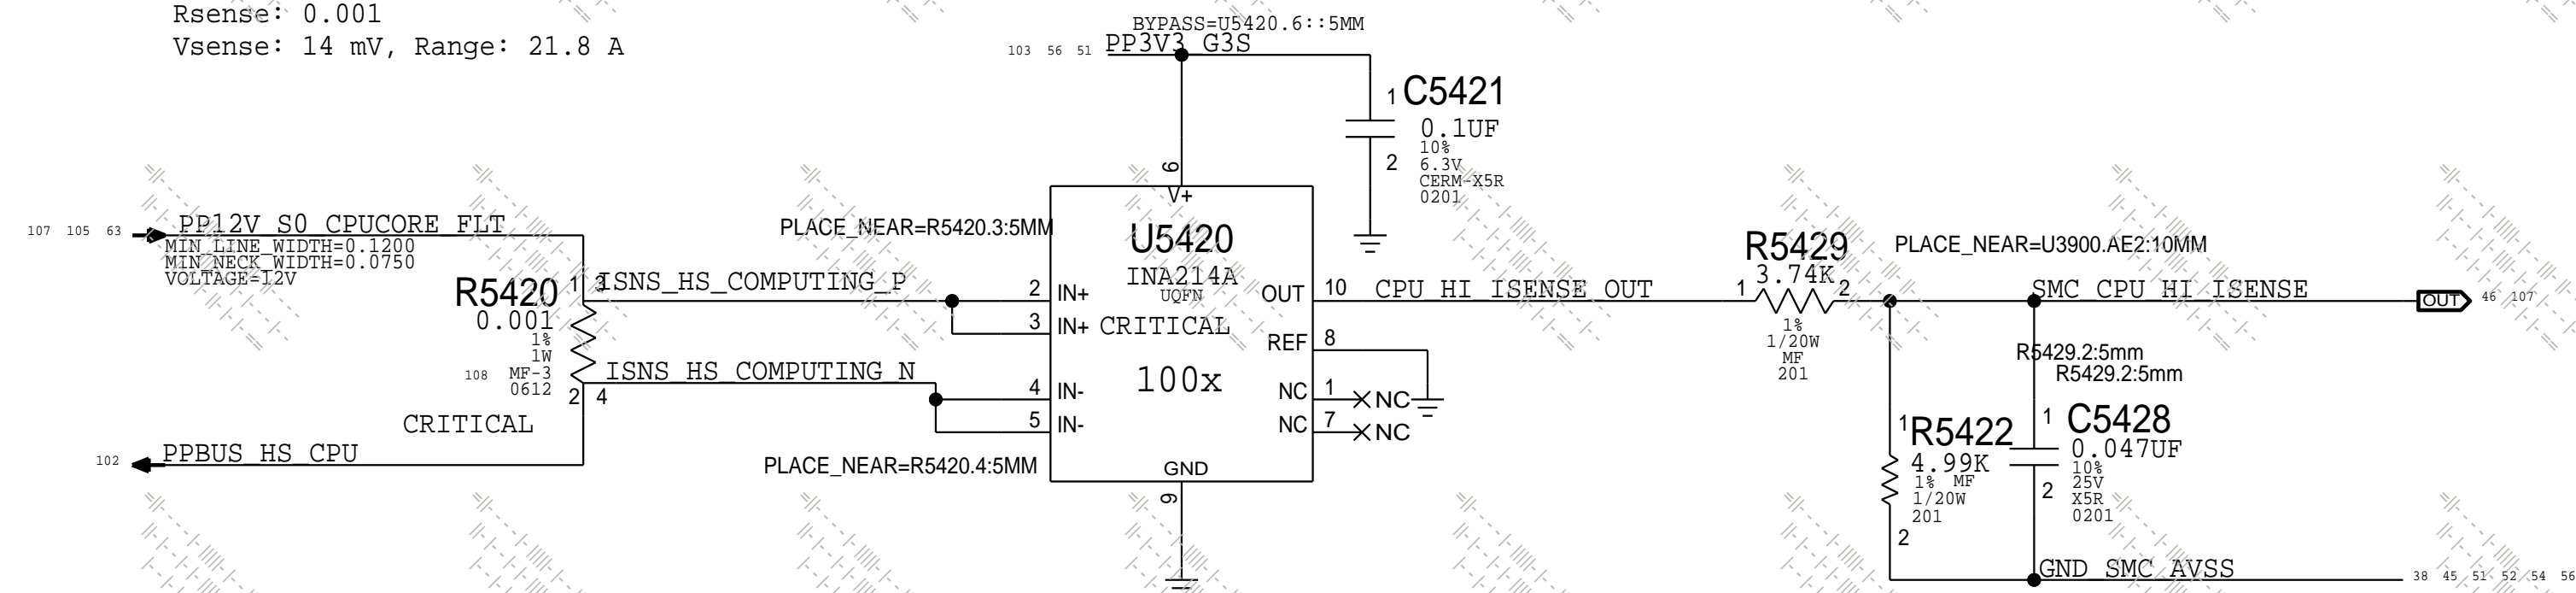 Rsense: 0.001
Vsense: 14 mV, Range: 21.8 A
BYPASS=U5420.6::5MM
103 56 51 PP3V3_G3S
1 C5421
0.1UF
10%
2 6.3V
CERM-X5R
0201
6
V+
107 105 63 PP12V_S0_CPUCORE_FLT
MIN_LINE_WIDTH=0.1200
MIN_NECK_WIDTH=0.0750
VOLTAGE=12V
PLACE_NEAR=R5420.3:5MM
U5420
INA214A
UQFN
CRITICAL
100x
R5420
0.001
1%
1W
MF-3
0612
108
1 3
2 4
CRITICAL
ISNS_HS_COMPUTING_P
ISNS_HS_COMPUTING_N
2 IN+
3 IN+
4 IN-
5 IN-
OUT 10
REF 8
NC 1 NC
NC 7 NC
GND
9
PLACE_NEAR=R5420.4:5MM
102 PPBUS_HS_CPU
CPU_HI_ISENSE_OUT
R5429
1 3.74K 2
1%
1/20W
MF
201
PLACE_NEAR=U3900.AE2:10MM
SMC_CPU_HI_ISENSE
OUT 46 107
R5429.2:5mm
R5429.2:5mm
1 R5422
4.99K
1% MF
1/20W
201
2
1 C5428
0.047UF
10%
25V
2 X5R
0201
GND_SMC_AVSS
38 45 51 52 54 56